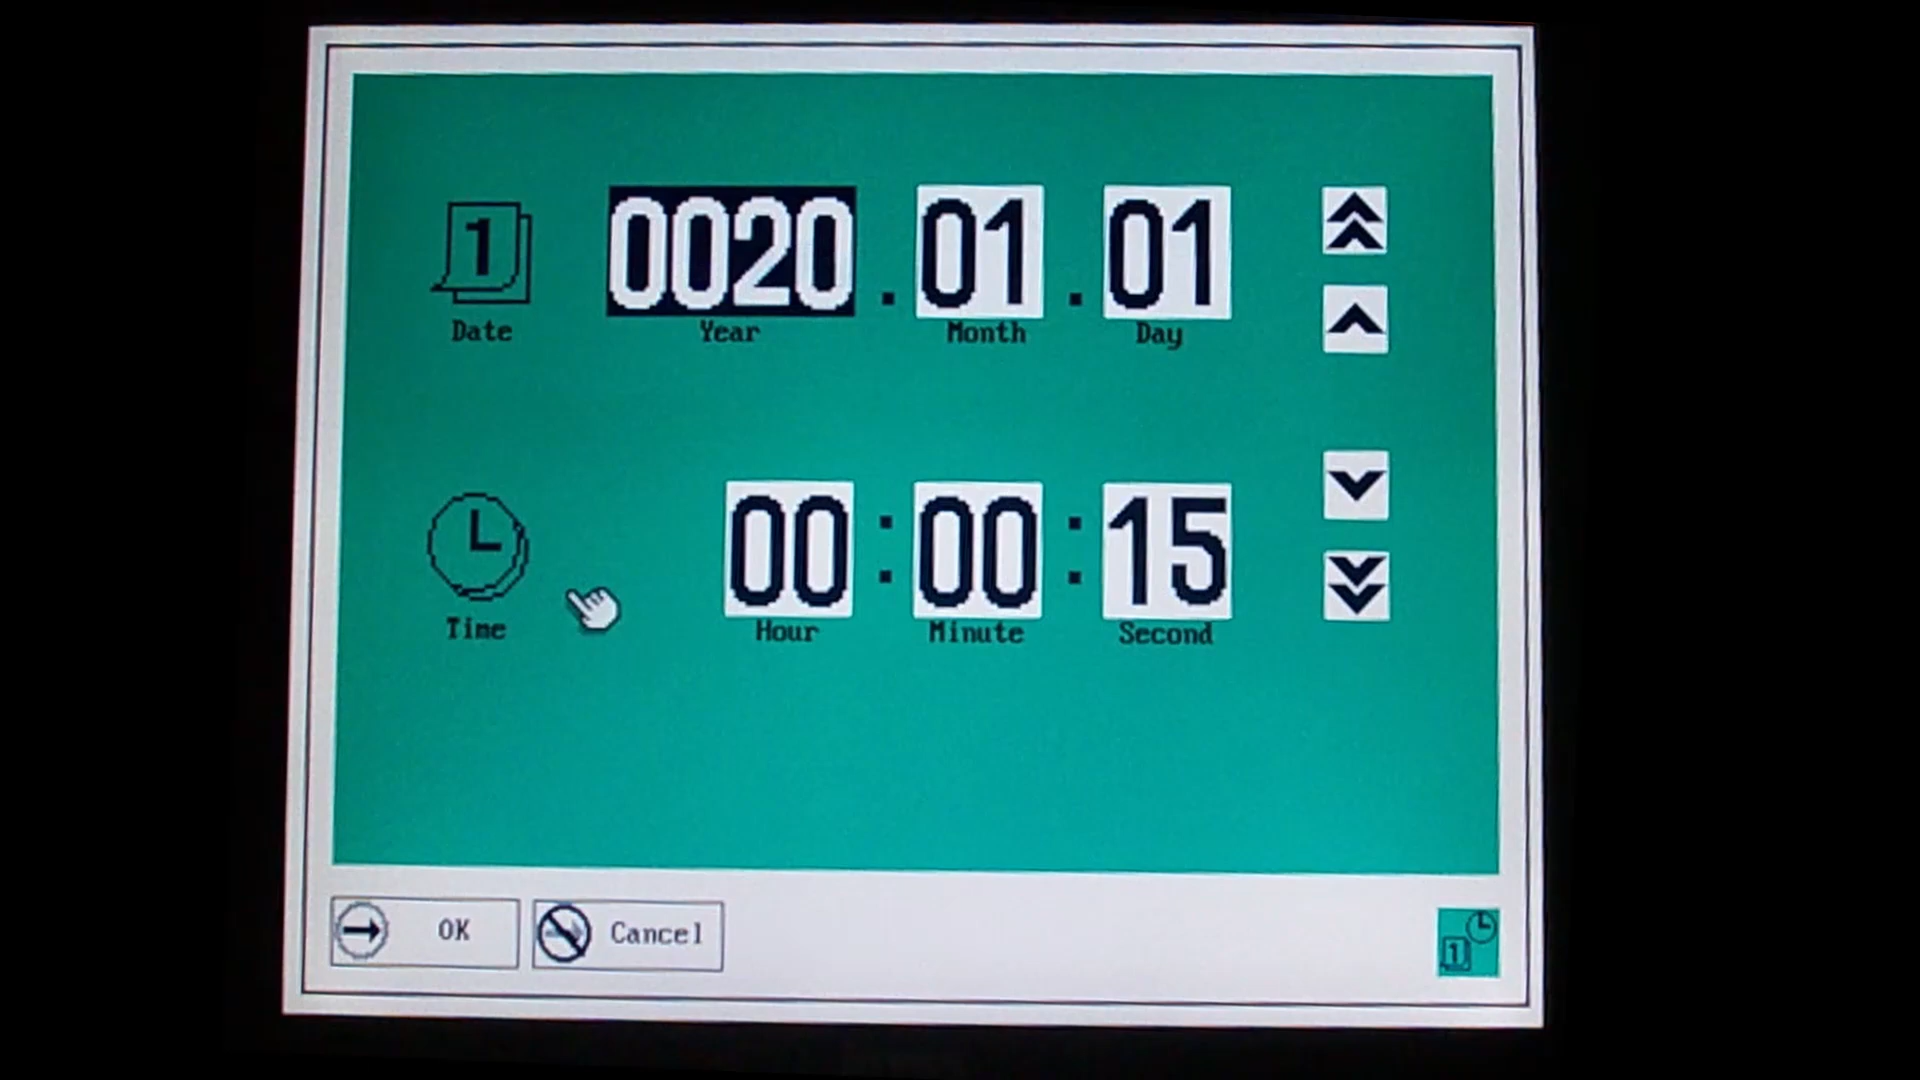 1
0020 . 01 . 01
Date Year Month Day
00 : 00 : 15
Time Hour Minute Second
OK Cancel
1